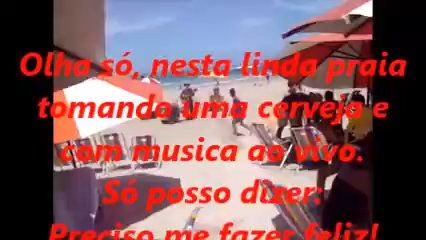 Olha só, nesta linda praia
tomando uma cerveja e
com musica ao vivo.
Só posso dizer:
Preciso me fazer feliz!